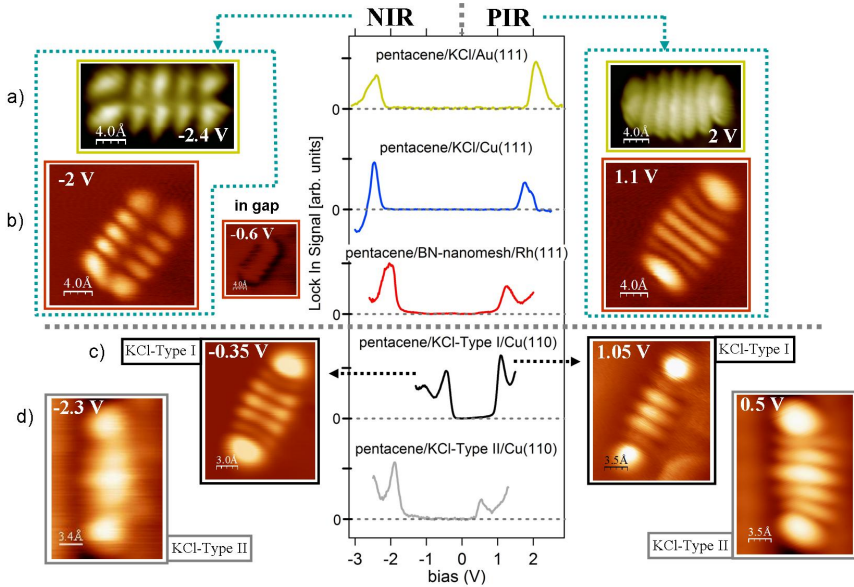 NIR
PIR
a)
4.0Å
-2.4 V
pentacene/KCl/Au(111)
0
4.0Å
2 V
b)
-2 V
4.0Å
in gap
-0.6 V
4.0Å
pentacene/KCl/Cu(111)
0
1.1 V
4.0Å
pentacene/BN-nanomesh/Rh(111)
0
Lock In Signal [arb. units]
c)
KCl-Type I
-0.35 V
3.0Å
pentacene/KCl-Type I/Cu(110)
0
1.05 V
3.5Å
KCl-Type I
d)
-2.3 V
3.4Å
KCl-Type II
pentacene/KCl-Type II/Cu(110)
0
0.5 V
3.5Å
KCl-Type II
-3 -2 -1 0 1 2
bias (V)